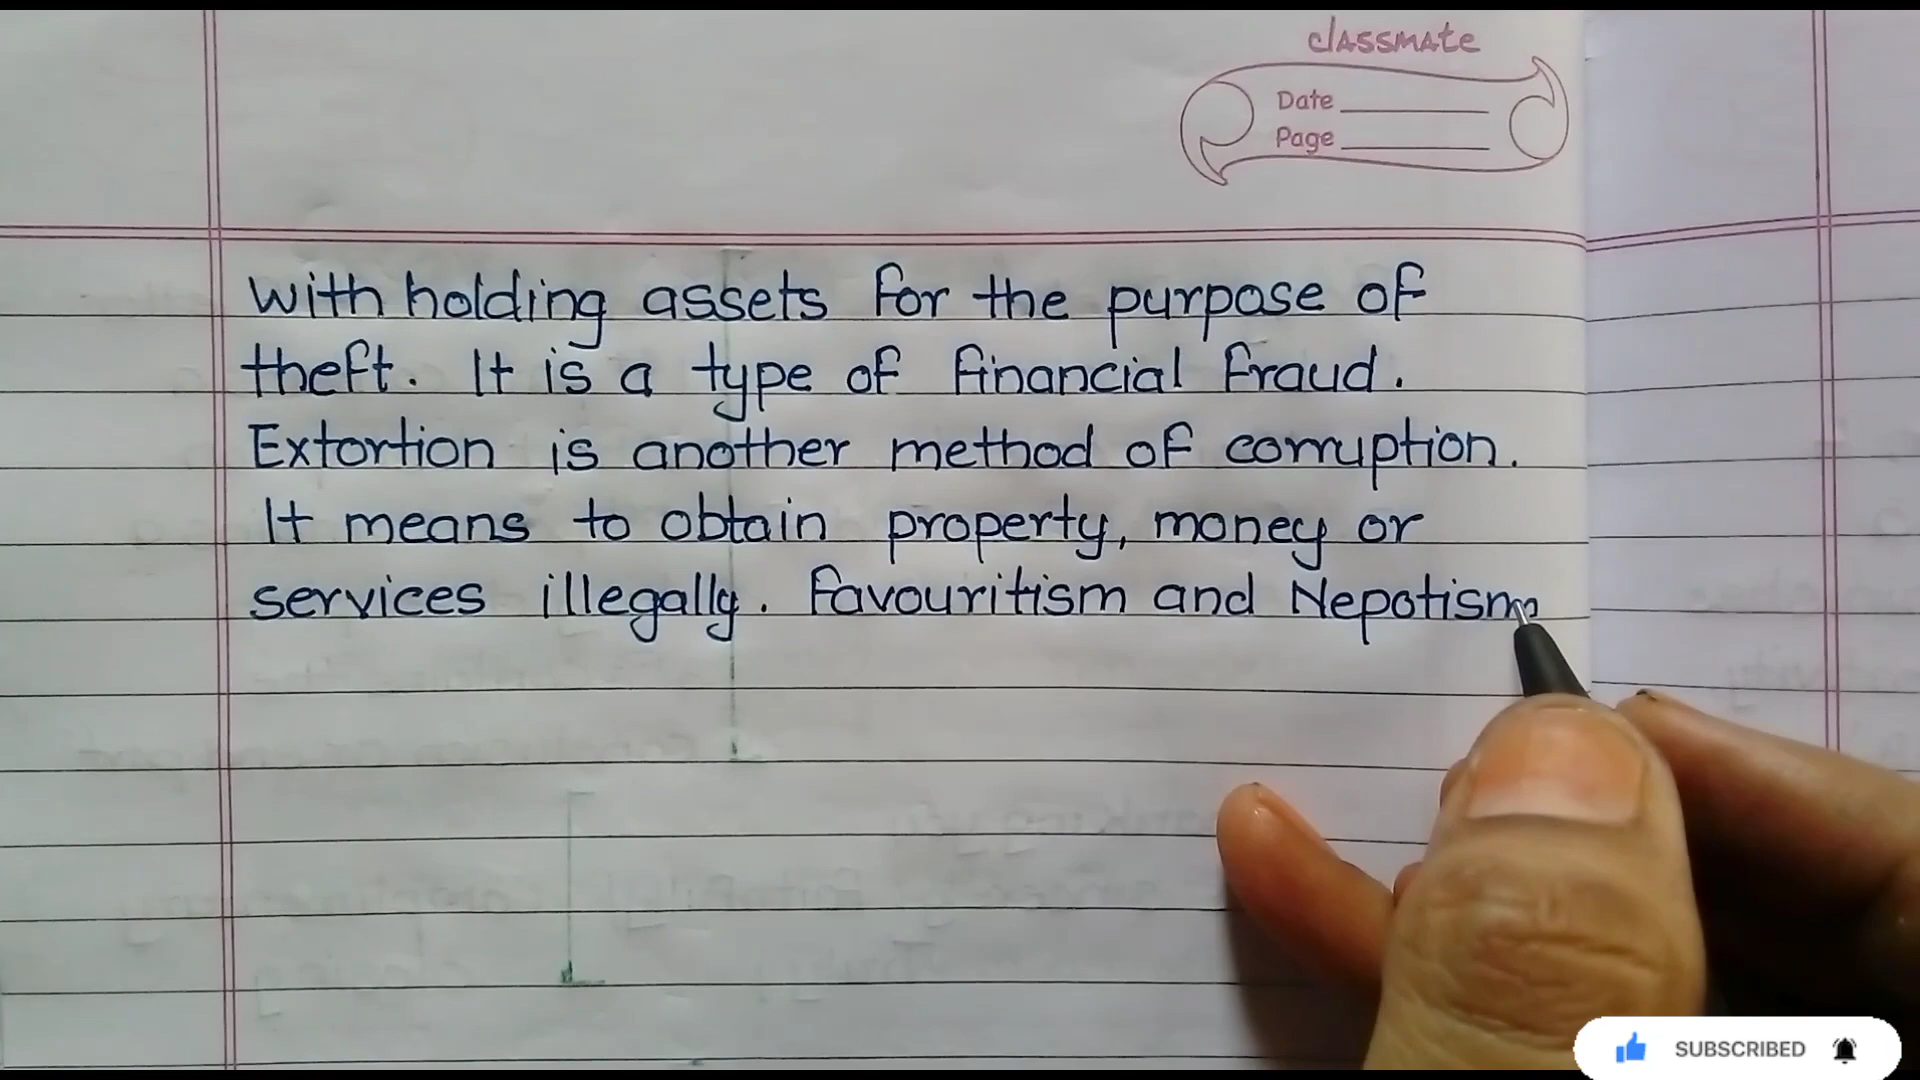 classmate
Date
Page
with holding assets for the purpose of
theft. It is a type of financial fraud.
Extortion is another method of corruption.
It means to obtain property, money or
services illegally. Favouritism and Nepotism
SUBSCRIBED